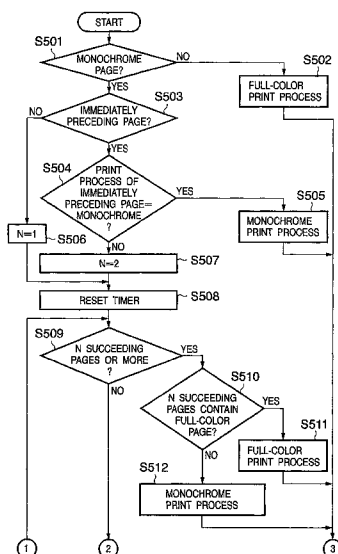 START
S501
MONOCHROME
PAGE?
NO
YES
S502
FULL-COLOR
PRINT PROCESS
S503
NO
IMMEDIATELY
PRECEDING PAGE?
YES
S504
PRINT
PROCESS OF
IMMEDIATELY
PRECEDING PAGE=
MONOCHROME
?
YES
NO
S505
MONOCHROME
PRINT PROCESS
N=1
S506
N=2
S507
RESET TIMER
S508
S509
N SUCCEEDING
PAGES OR MORE
?
YES
NO
S510
N SUCCEEDING
PAGES CONTAIN
FULL-COLOR
PAGE?
YES
NO
S511
FULL-COLOR
PRINT PROCESS
S512
MONOCHROME
PRINT PROCESS
1
2
3